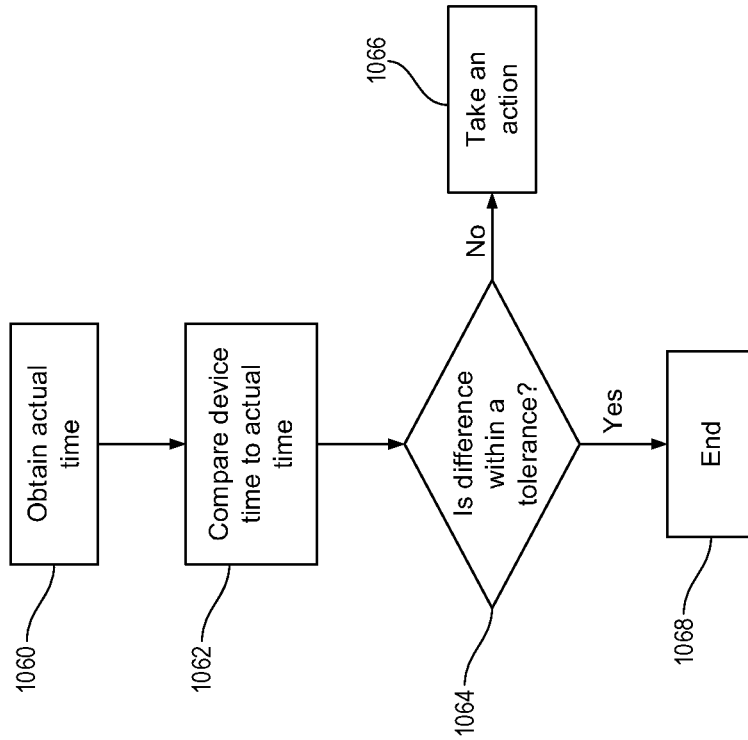 1060
Obtain actual
time
1062
Compare device
time to actual
time
1064
Is difference
within a
tolerance?
No
1066
Take an
action
Yes
1068
End